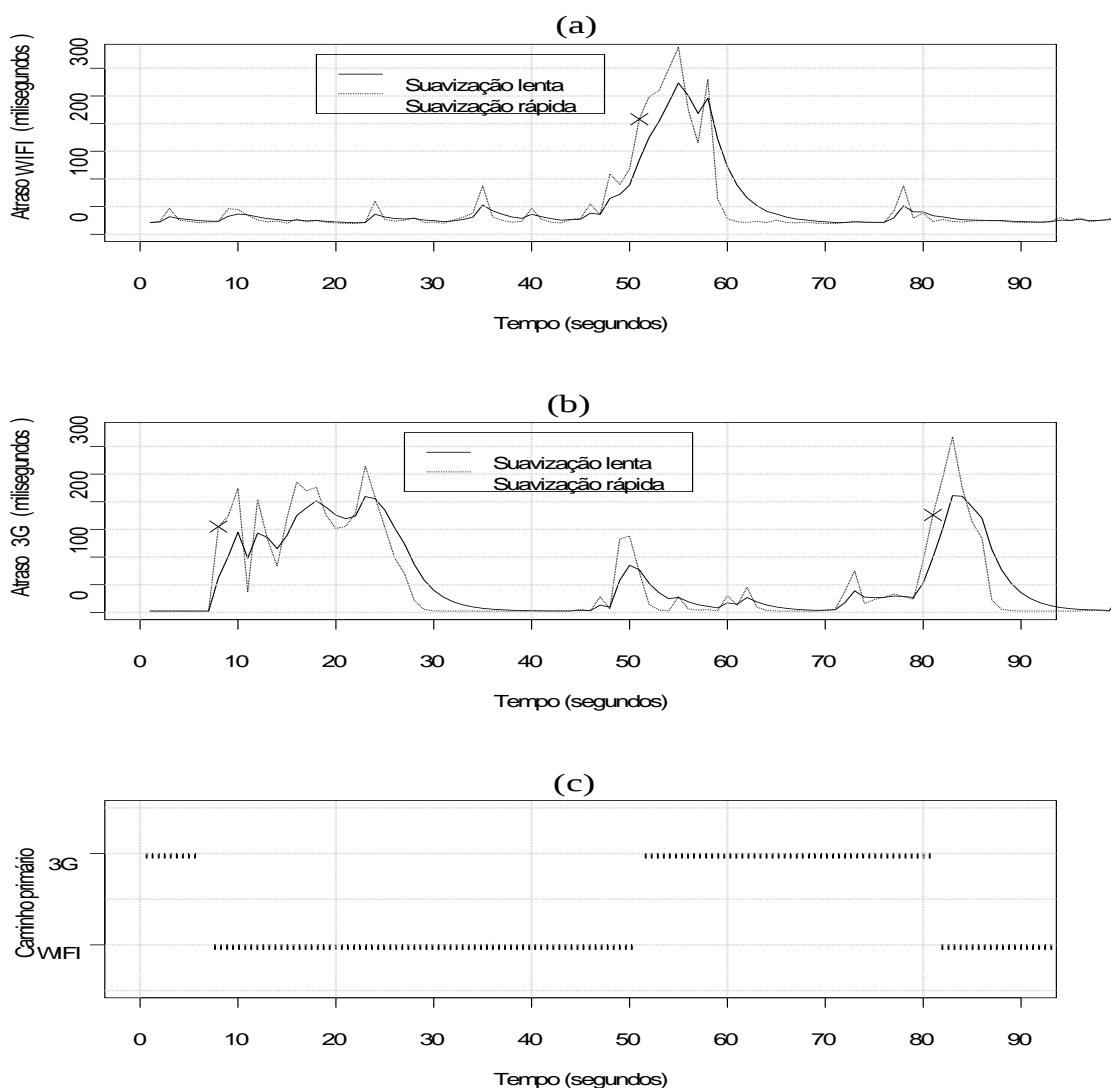 (a)
Atraso WIFI (milisegundos )
300
100
0
Suavização lenta
Suavização rápida
0 10 20 30 40 50 60 70 80 90
Tempo (segundos)
(b)
Atraso 3G (milisegundos )
300
100
0
Suavização lenta
Suavização rápida
0 10 20 30 40 50 60 70 80 90
Tempo (segundos)
(c)
Caminho primário
3G
WIFI
0 10 20 30 40 50 60 70 80 90
Tempo (segundos)